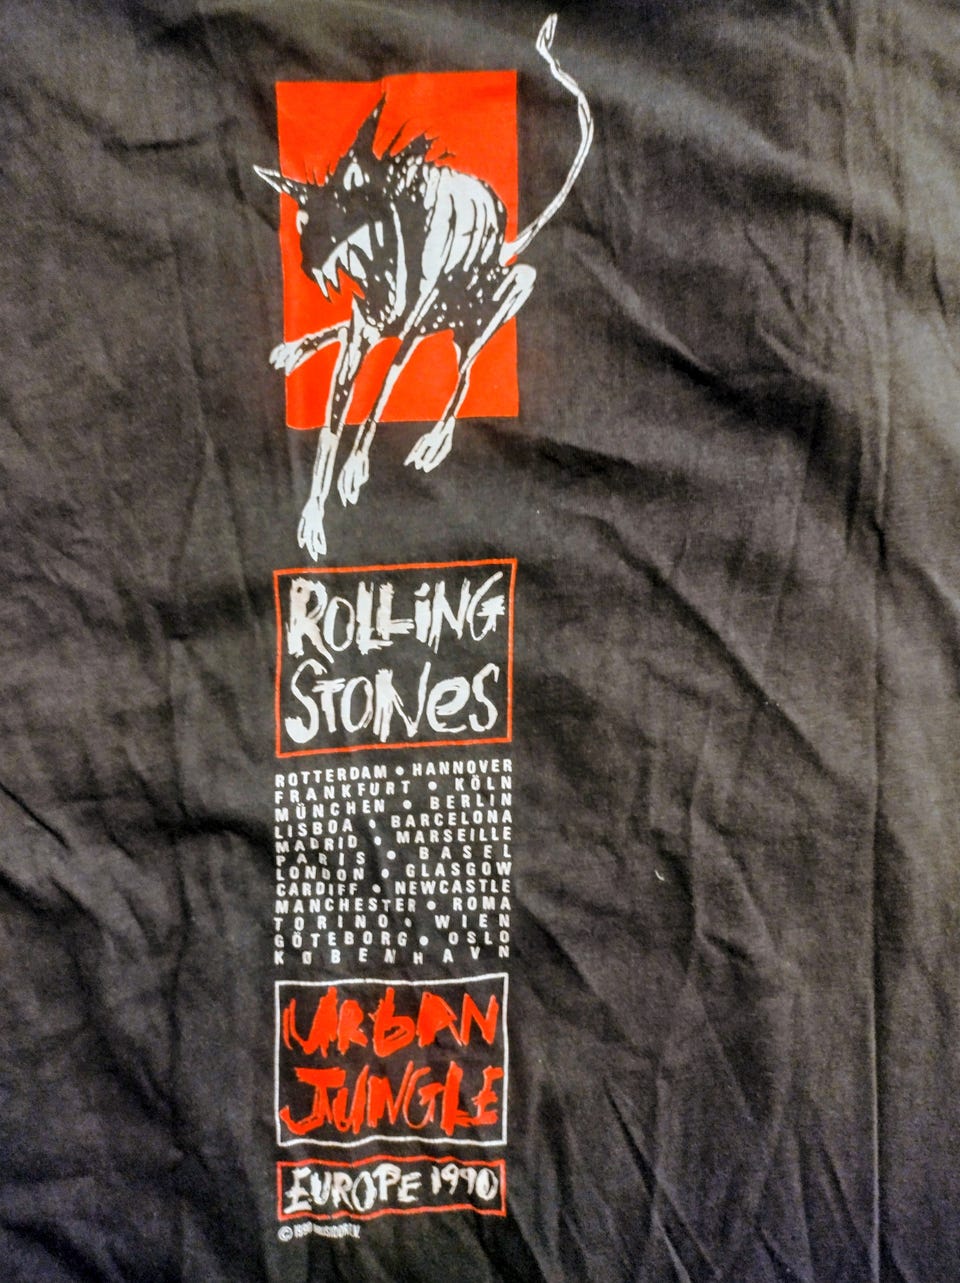 ROLLiNG
STONeS
ROTTERDAM • HANNOVER
FRANKFURT • KÖLN
MÜNCHEN • BERLIN
LISBOA • BARCELONA
MADRID • MARSEILLE
PARIS • BASEL
LONDON • GLASGOW
CARDIFF • NEWCASTLE
MANCHESTER • ROMA
TORINO • WIEN
GÖTEBORG • OSLO
KØBENHAVN
URbAN
JUNGLE
EUROPE 1990
© 1990